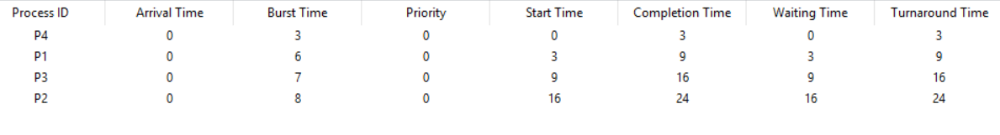 Process ID Arrival Time Burst Time Priority Start Time Completion Time Waiting Time Turnaround Time
P4 0 3 0 0 3 0 3
P1 0 6 0 3 9 3 9
P3 0 7 0 9 16 9 16
P2 0 8 0 16 24 16 24